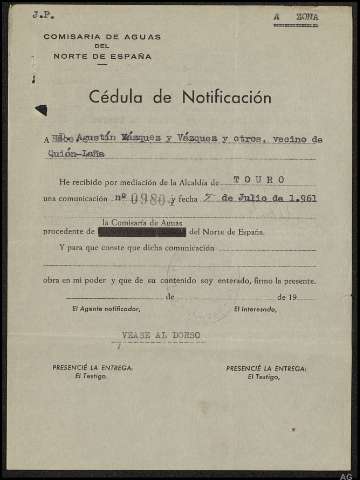 J.P.
A ZONA
COMISARIA DE AGUAS
DEL
NORTE DE ESPAÑA
Cédula de Notificación
A D. Agustín Vázquez y Vázquez y otros, vecino de
Quión-Laña
He recibido por mediación de la Alcaldía de TOURO
una comunicación nº 0980 y fecha 5 de Julio de 1.961
la Comisaría de Aguas
procedente de del Norte de España.
Y para que conste que dicha comunicación
obra en mi poder y que de su contenido soy enterado, firmo la presente.
de de 19
El Agente notificador, El Interesado,
VEASE AL DORSO
PRESENCIÉ LA ENTREGA: PRESENCIÉ LA ENTREGA:
El Testigo, El Testigo,
AG